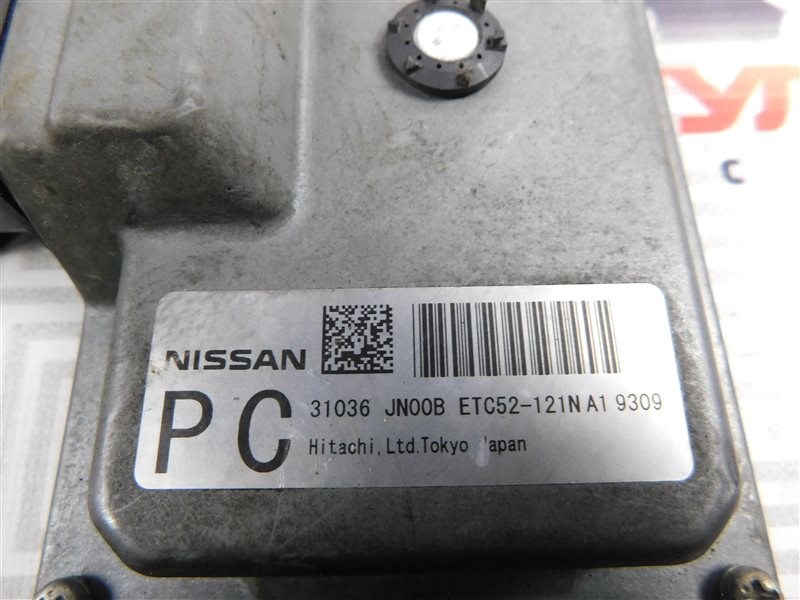 NISSAN
PC 31036 JN00B ETC52-121N A1 9309
Hitachi, Ltd. Tokyo Japan
C